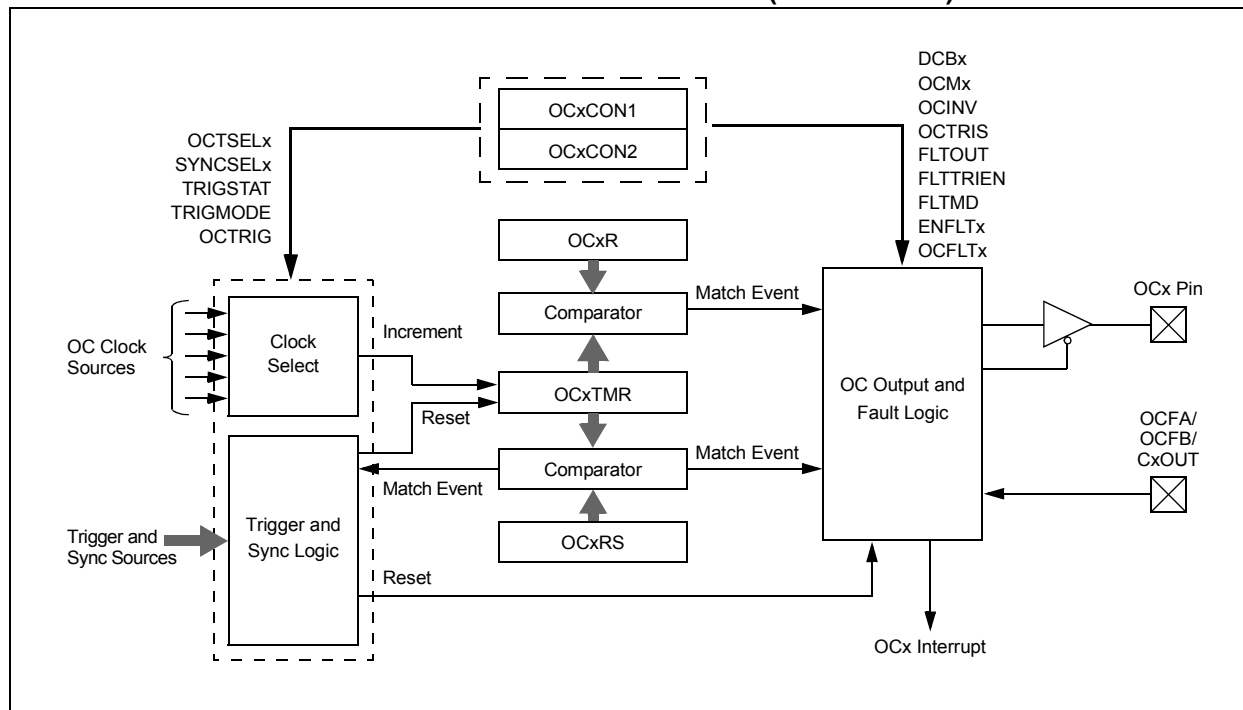 OCxCON1
OCxCON2
OCTSELx
SYNCSELx
TRIGSTAT
TRIGMODE
OCTRIG
DCBx
OCMx
OCINV
OCTRIS
FLTOUT
FLTTRIEN
FLTMD
ENFLTx
OCFLTx
OCxR
Comparator
Match Event
OC Clock
Sources
Clock
Select
Increment
OCxTMR
Reset
OC Output and
Fault Logic
OCx Pin
OCFA/
OCFB/
CxOUT
Comparator
Match Event
Match Event
OCxRS
Trigger and
Sync Sources
Trigger and
Sync Logic
Reset
OCx Interrupt